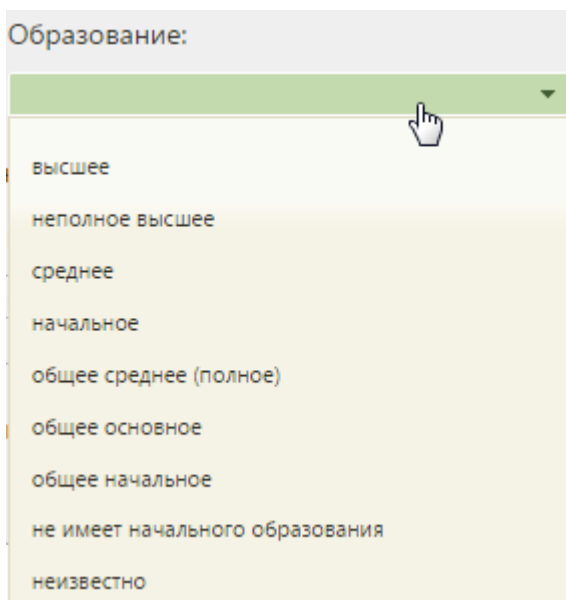 Образование:
высшее
неполное высшее
среднее
начальное
общее среднее (полное)
общее основное
общее начальное
не имеет начального образования
неизвестно